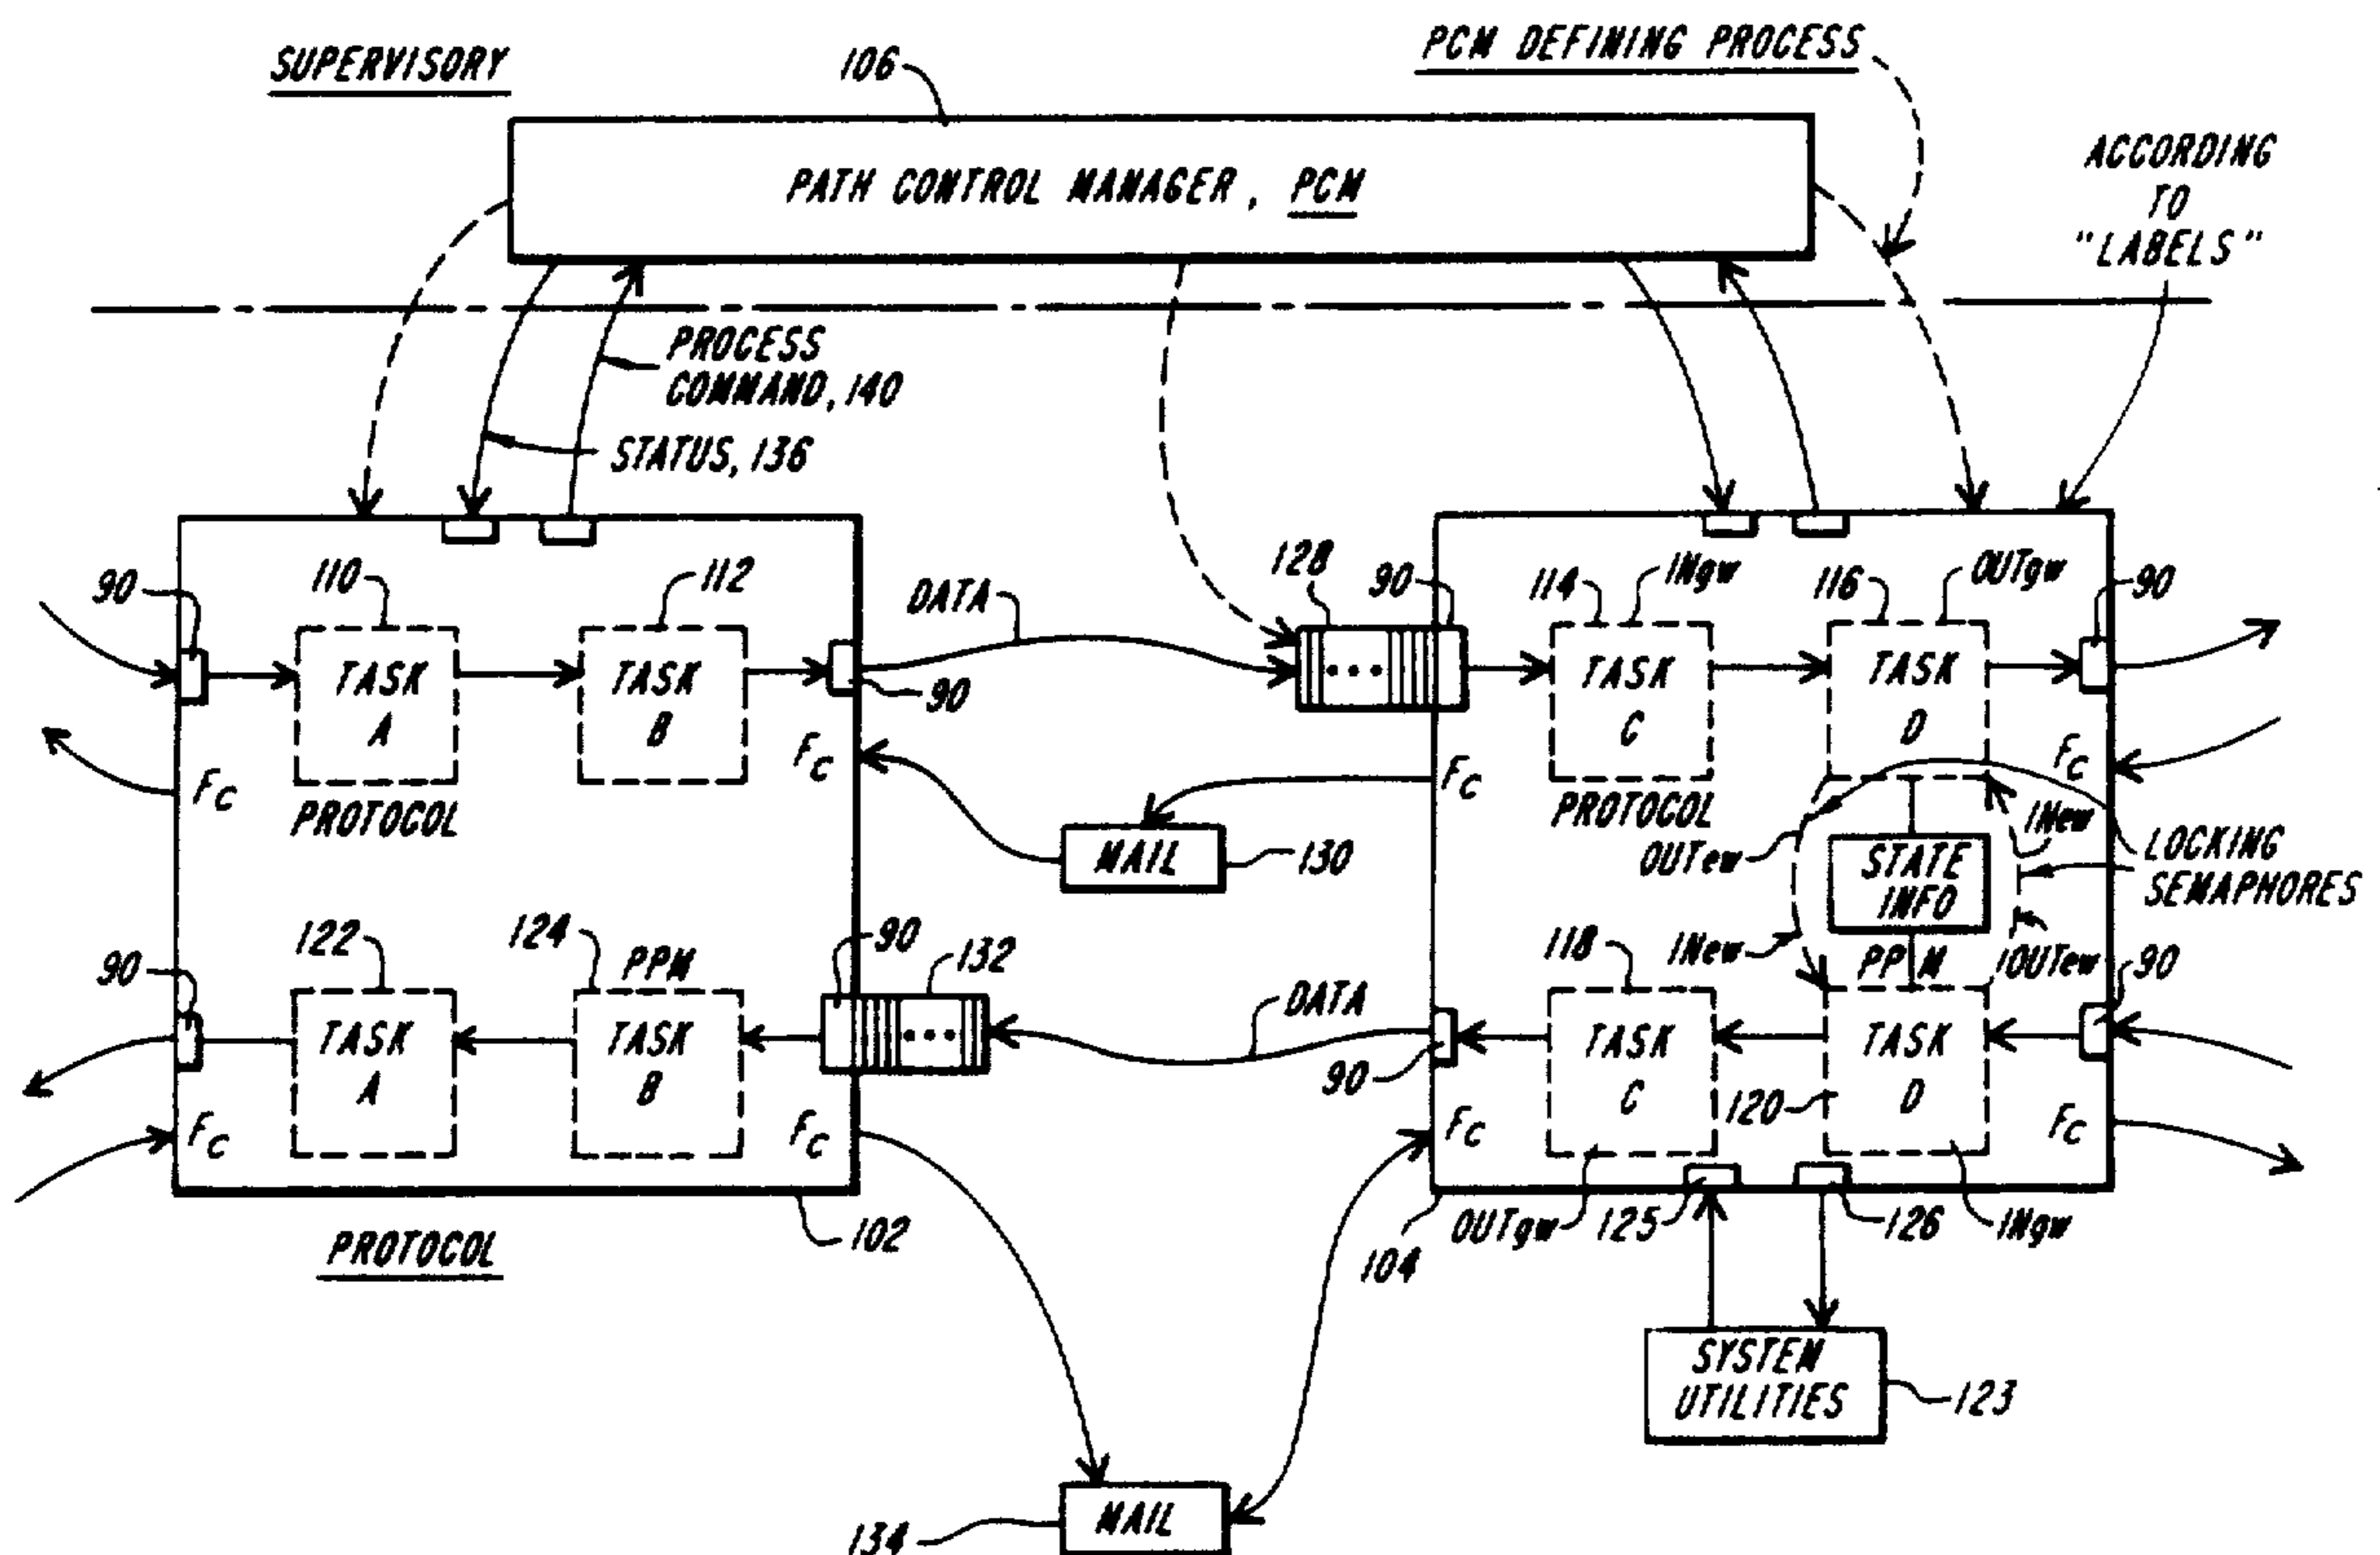 SUPERVISORY
106
PCM DEFINING PROCESS
PATH CONTROL MANAGER, PCM
ACCORDING
TO
"LABELS"
PROCESS
COMMAND, 140
STATUS, 136
90
110
112
DATA
128
90
114
INgw
116
OUTgw
90
TASK
A
TASK
B
90
TASK
C
TASK
D
FC
PROTOCOL
FC
FC
PROTOCOL
FC
MAIL
130
OUTew
INew
STATE
INFO
LOCKING
SEMAPHORES
90
122
124
PPM
90
132
DATA
118
INew
PPM
OUTew
90
TASK
A
TASK
B
90
TASK
C
120
TASK
D
FC
FC
FC
FC
PROTOCOL
102
104
OUTgw
125
126
INgw
SYSTEM
UTILITIES
123
134
MAIL